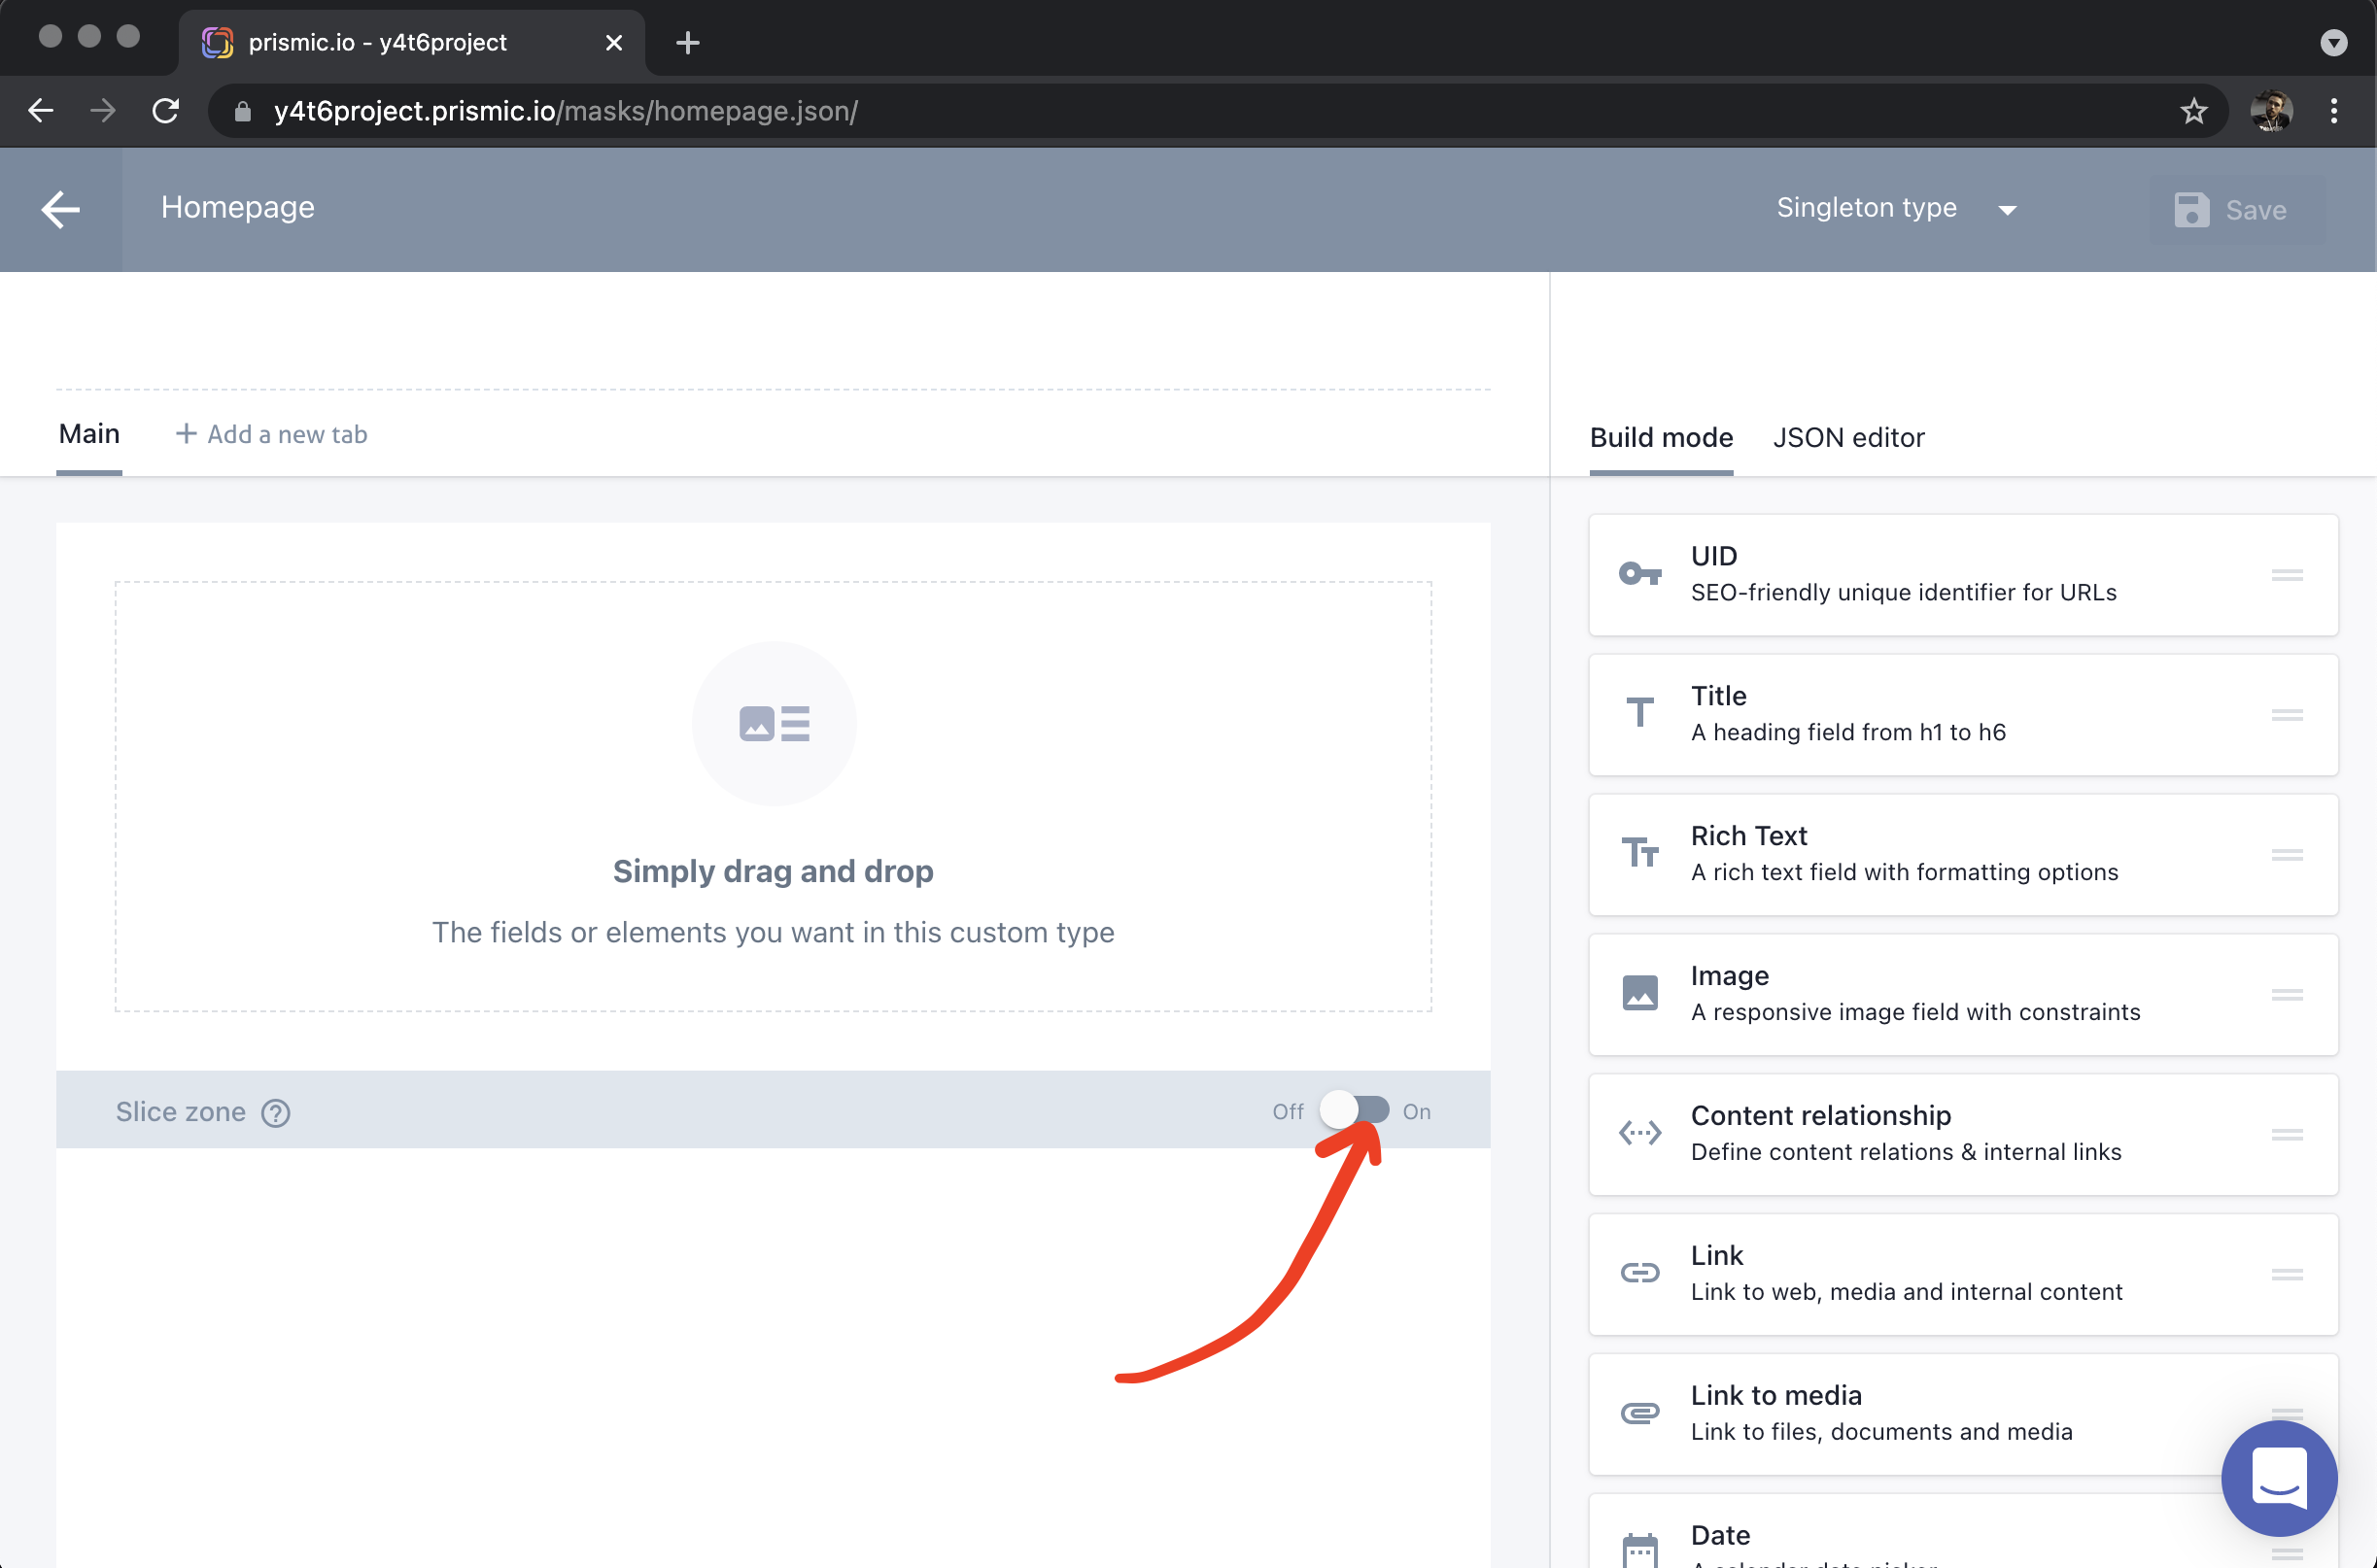 prismic.io - y4t6project
y4t6project.prismic.io/masks/homepage.json/
Homepage
Singleton type
Save
Main
Add a new tab
Build mode
JSON editor
Simply drag and drop
The fields or elements you want in this custom type
Slice zone ?
Off
On
UID
SEO-friendly unique identifier for URLs
Title
A heading field from h1 to h6
Rich Text
A rich text field with formatting options
Image
A responsive image field with constraints
Content relationship
Define content relations & internal links
Link
Link to web, media and internal content
Link to media
Link to files, documents and media
Date
A calendar date picker